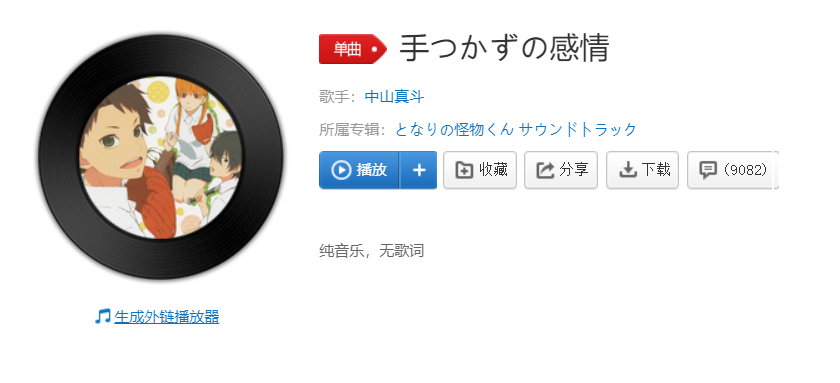 单曲 手つかずの感情
歌手：中山真斗
所属专辑：となりの怪物くん サウンドトラック
播放 + 收藏 分享 下载 (9082)
纯音乐，无歌词
生成外链播放器